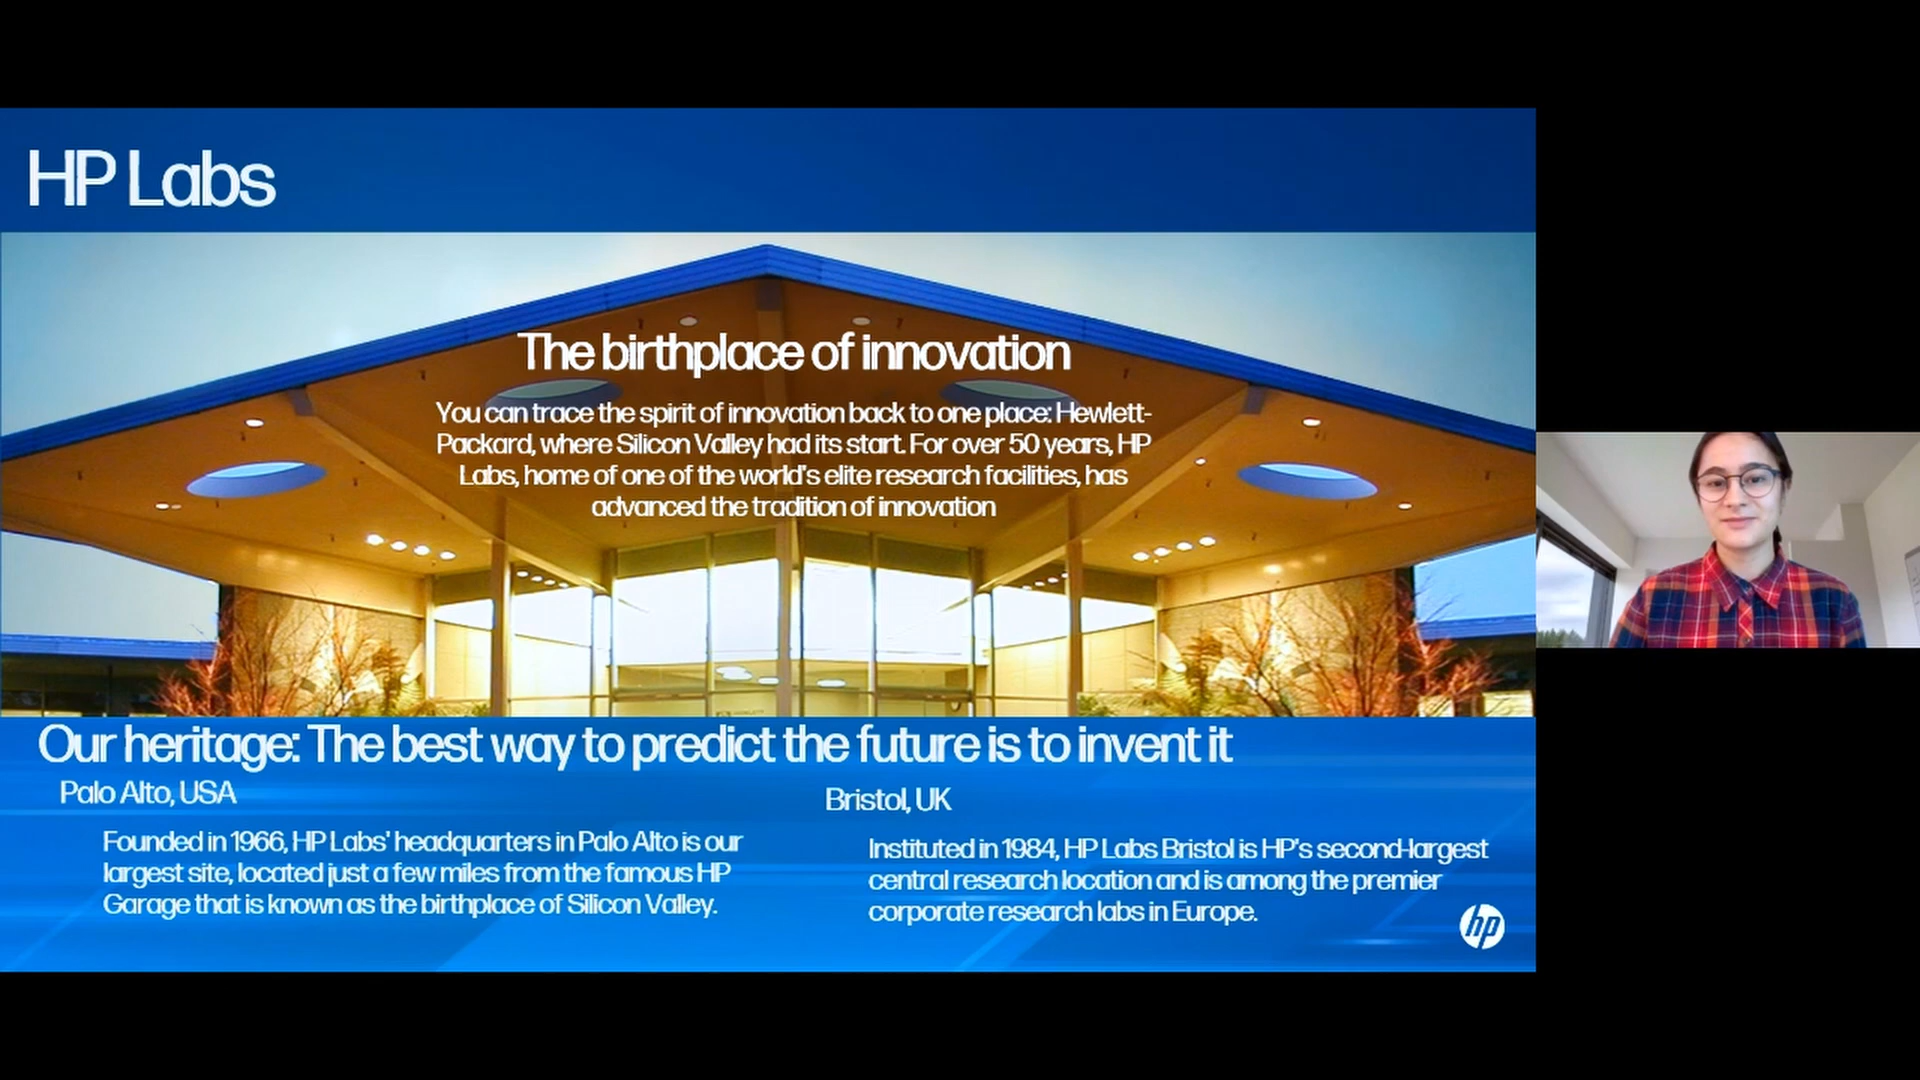 HP Labs
The birthplace of innovation
You can trace the spirit of innovation back to one place: Hewlett-
Packard, where Silicon Valley had its start. For over 50 years, HP
Labs, home of one of the world's elite research facilities, has
advanced the tradition of innovation
Our heritage: The best way to predict the future is to invent it
Palo Alto, USA
Founded in 1966, HP Labs' headquarters in Palo Alto is our
largest site, located just a few miles from the famous HP
Garage that is known as the birthplace of Silicon Valley.
Bristol, UK
Instituted in 1984, HP Labs Bristol is HP's second-largest
central research location and is among the premier
corporate research labs in Europe.
hp